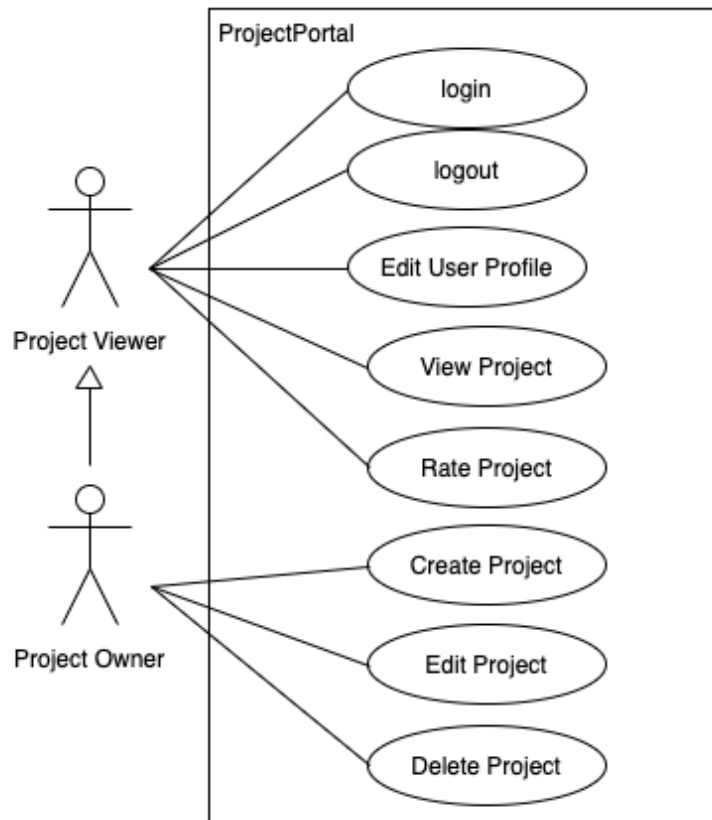 ProjectPortal
login
logout
Edit User Profile
Project Viewer
View Project
Rate Project
Create Project
Project Owner
Edit Project
Delete Project